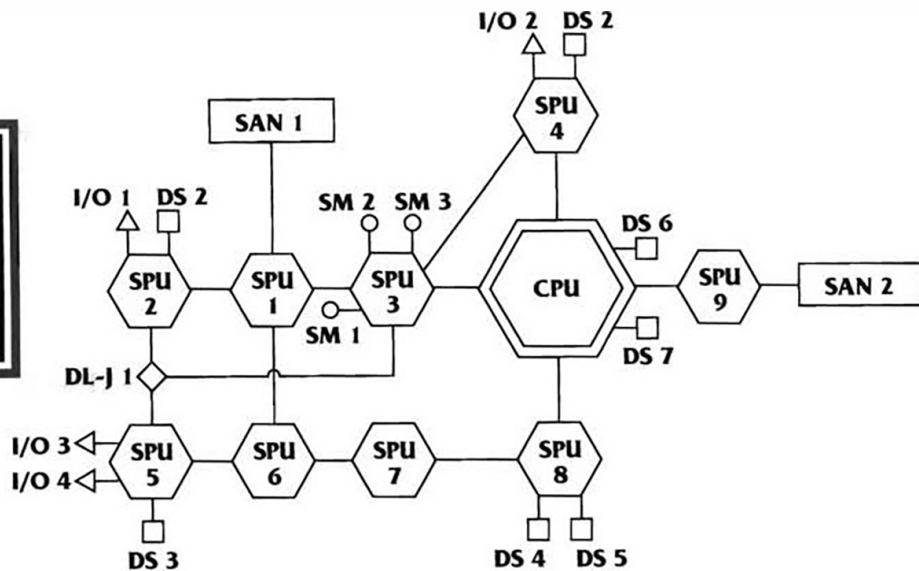 I/O 2
DS 2
SPU
4
SAN 1
I/O 1
DS 2
SM 2
SM 3
SPU
2
SPU
1
SPU
3
SM 1
CPU
DS 6
DS 7
SPU
9
SAN 2
DL-J 1
I/O 3
I/O 4
SPU
5
SPU
6
SPU
7
SPU
8
DS 3
DS 4
DS 5